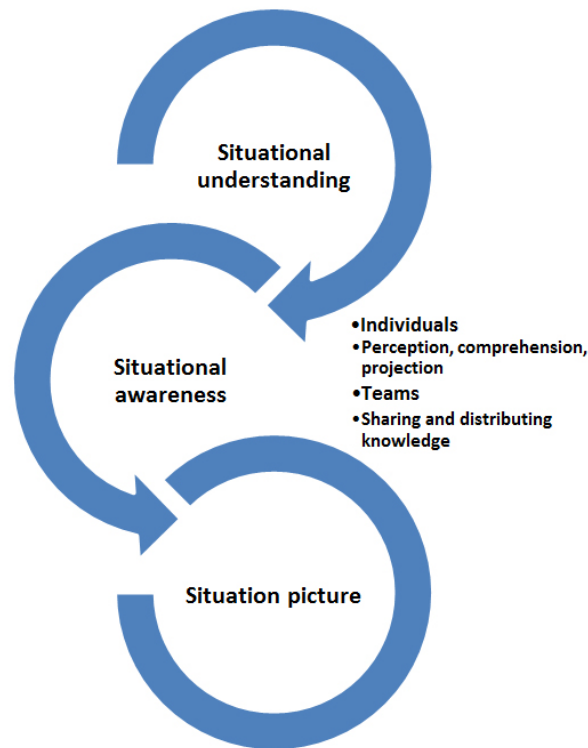 Situational
understanding
Situational
awareness
•Individuals
•Perception, comprehension,
projection
•Teams
•Sharing and distributing
knowledge
Situation picture